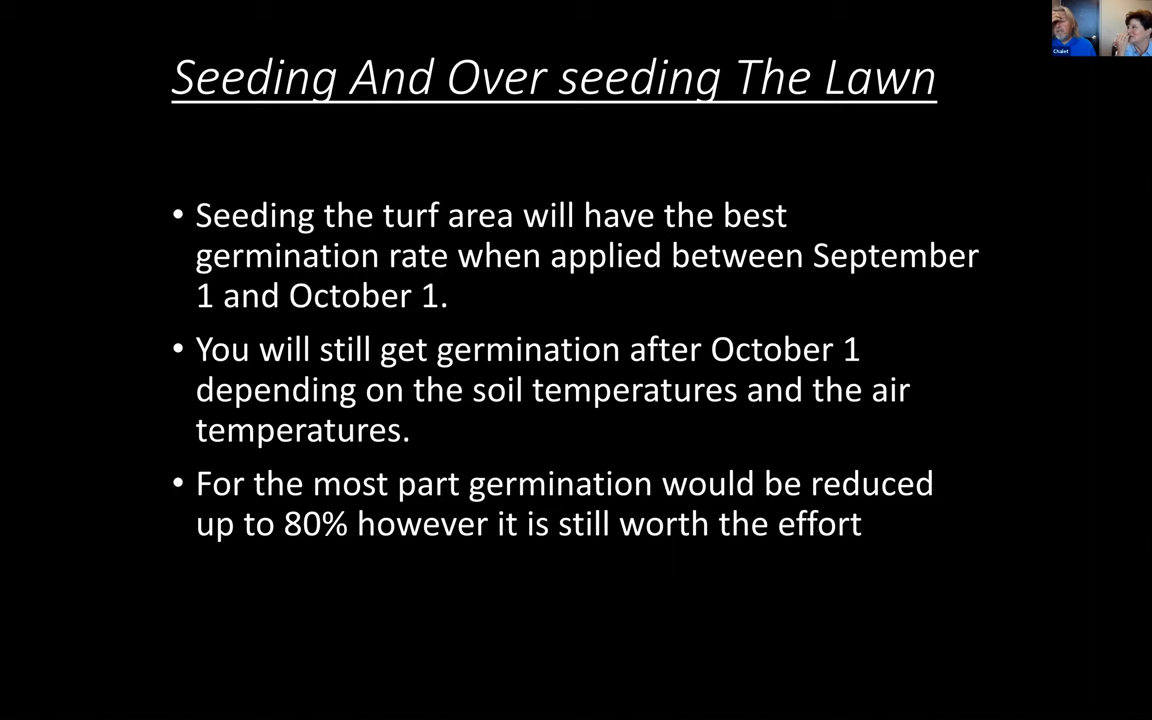 Seeding And Over seeding The Lawn
Chalet
• Seeding the turf area will have the best
germination rate when applied between September
1 and October 1.
• You will still get germination after October 1
depending on the soil temperatures and the air
temperatures.
• For the most part germination would be reduced
up to 80% however it is still worth the effort